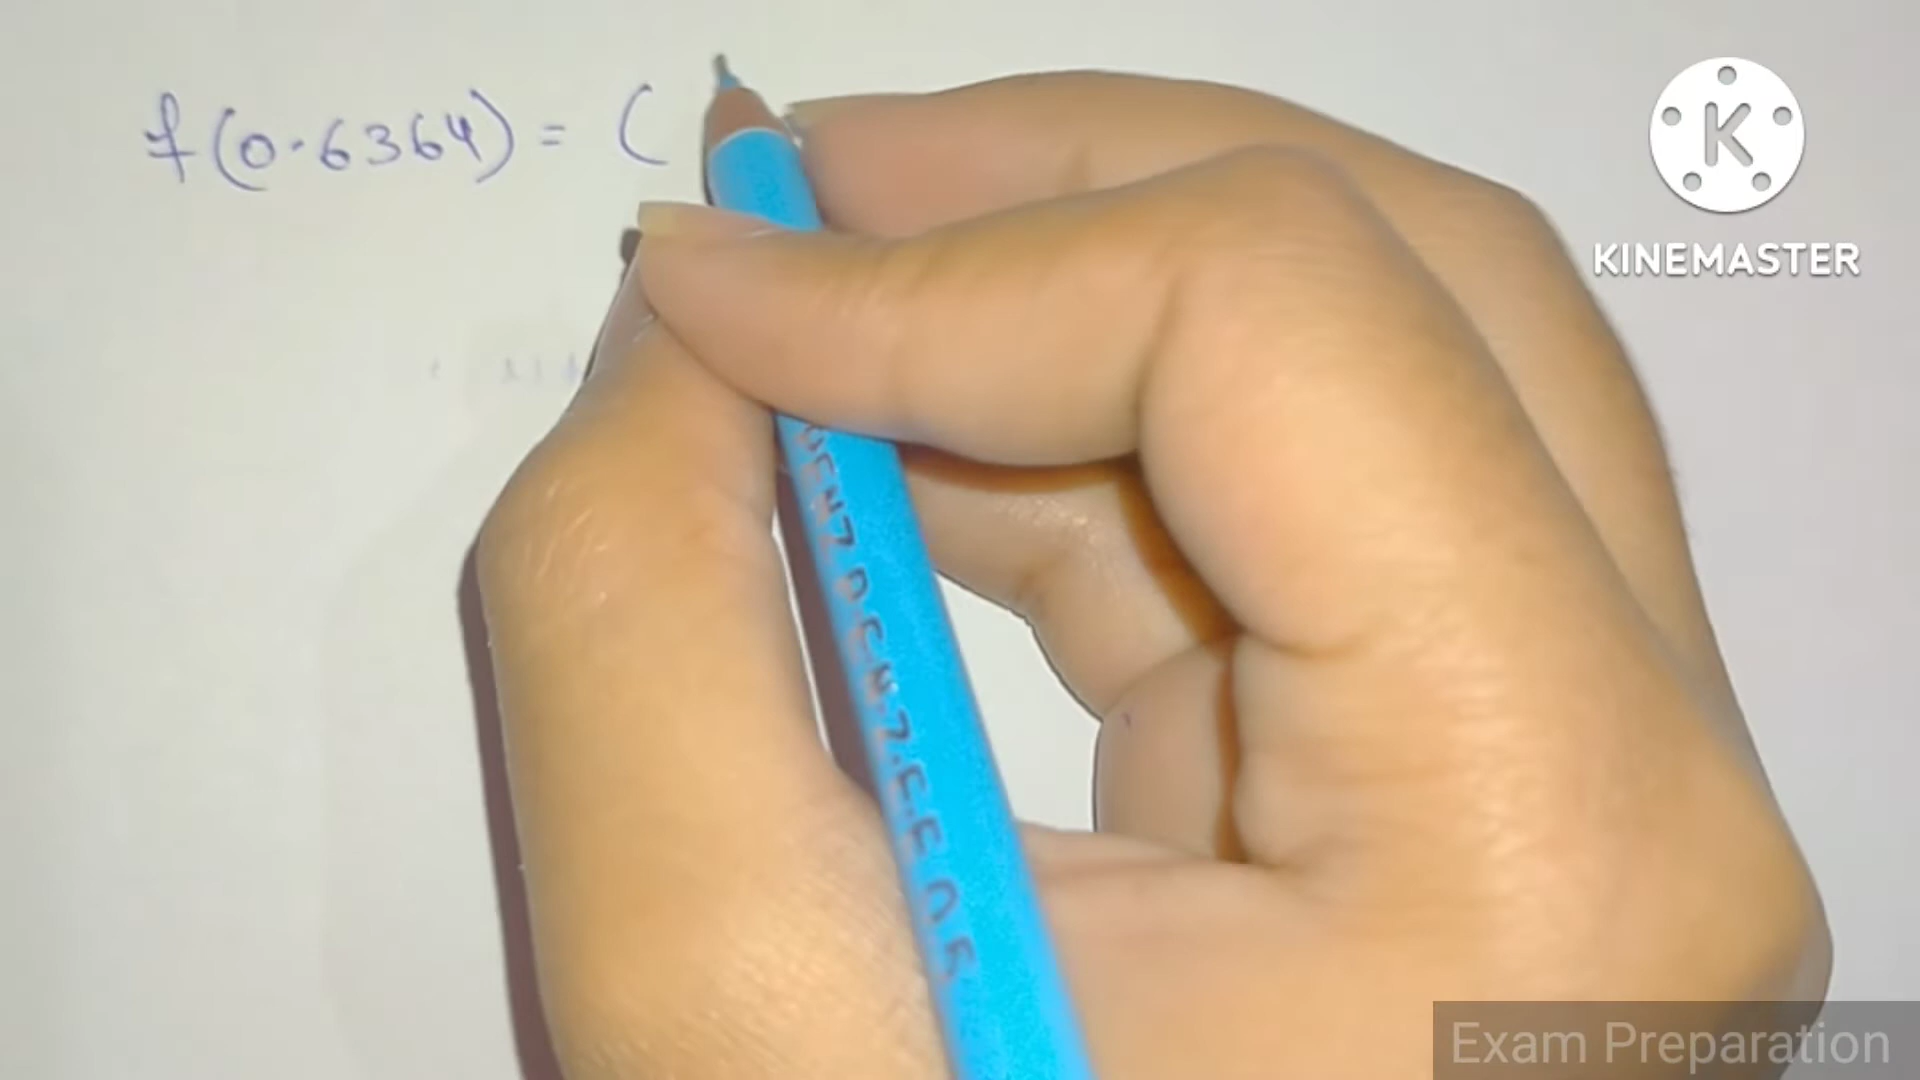 f(0.6364) = (
K
KINEMASTER
Exam Preparation